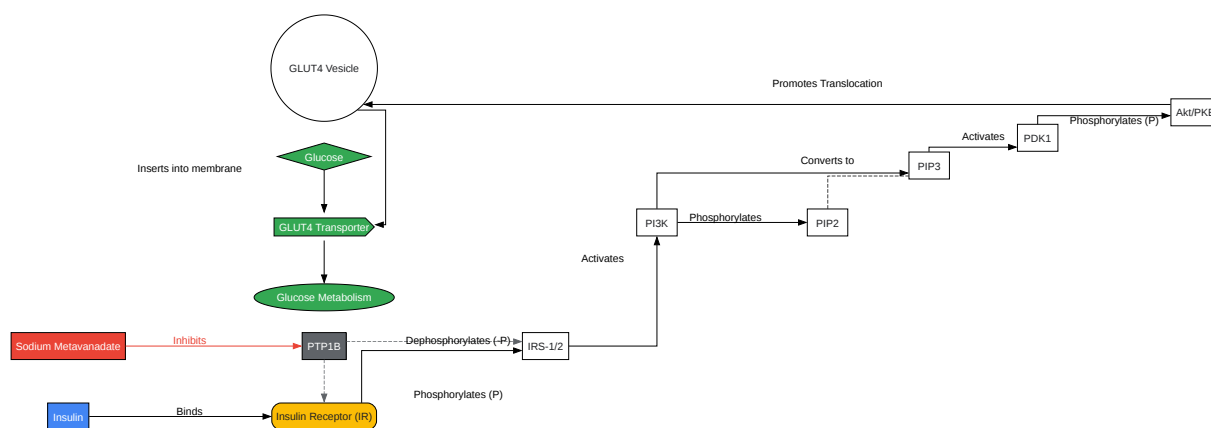 GLUT4 Vesicle
Promotes Translocation
Akt/PKB
Phosphorylates (P)
PDK1
Activates
Glucose
Converts to
PIP3
Inserts into membrane
GLUT4 Transporter
PI3K
Phosphorylates
PIP2
Activates
Glucose Metabolism
Sodium Metavanadate
Inhibits
PTP1B
Dephosphorylates (-P)
IRS-1/2
Phosphorylates (P)
Insulin
Binds
Insulin Receptor (IR)